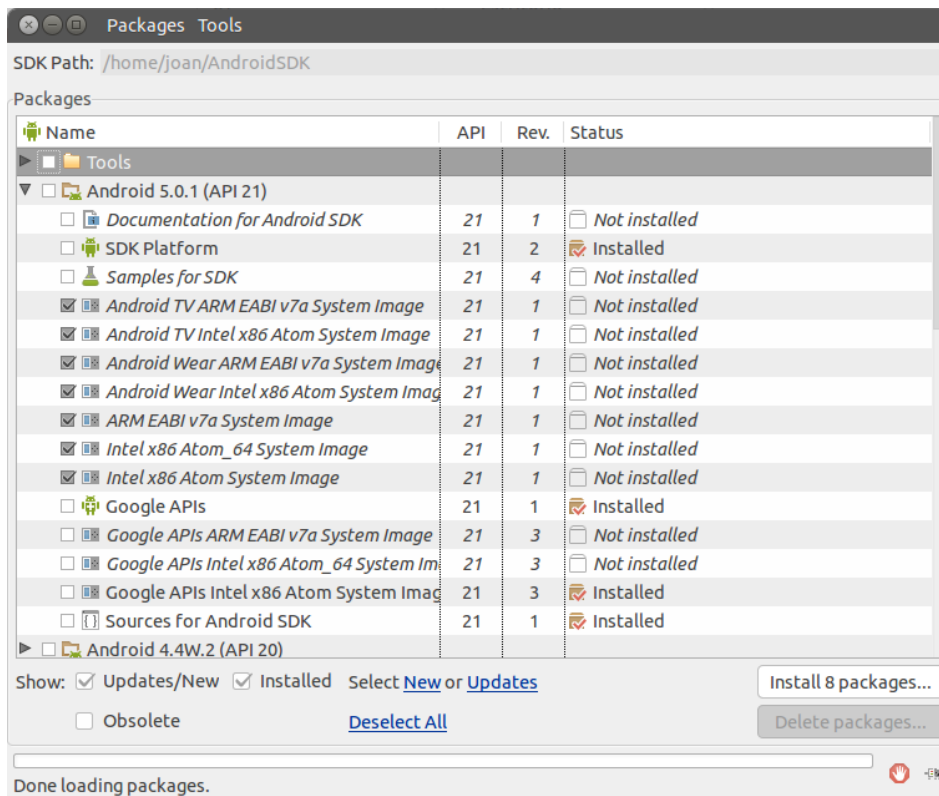 Packages Tools
SDK Path: /home/joan/AndroidSDK
Packages
Name API Rev. Status
Tools
Android 5.0.1 (API 21)
Documentation for Android SDK 21 1 Not installed
SDK Platform 21 2 Installed
Samples for SDK 21 4 Not installed
Android TV ARM EABI v7a System Image 21 1 Not installed
Android TV Intel x86 Atom System Image 21 1 Not installed
Android Wear ARM EABI v7a System Image 21 1 Not installed
Android Wear Intel x86 Atom System Imag 21 1 Not installed
ARM EABI v7a System Image 21 1 Not installed
Intel x86 Atom_64 System Image 21 1 Not installed
Intel x86 Atom System Image 21 1 Not installed
Google APIs 21 1 Installed
Google APIs ARM EABI v7a System Image 21 3 Not installed
Google APIs Intel x86 Atom_64 System Im 21 3 Not installed
Google APIs Intel x86 Atom System Imag 21 3 Installed
Sources for Android SDK 21 1 Installed
Android 4.4W.2 (API 20)
Show: Updates/New Installed Select New or Updates Install 8 packages...
Obsolete Deselect All Delete packages...
Done loading packages.